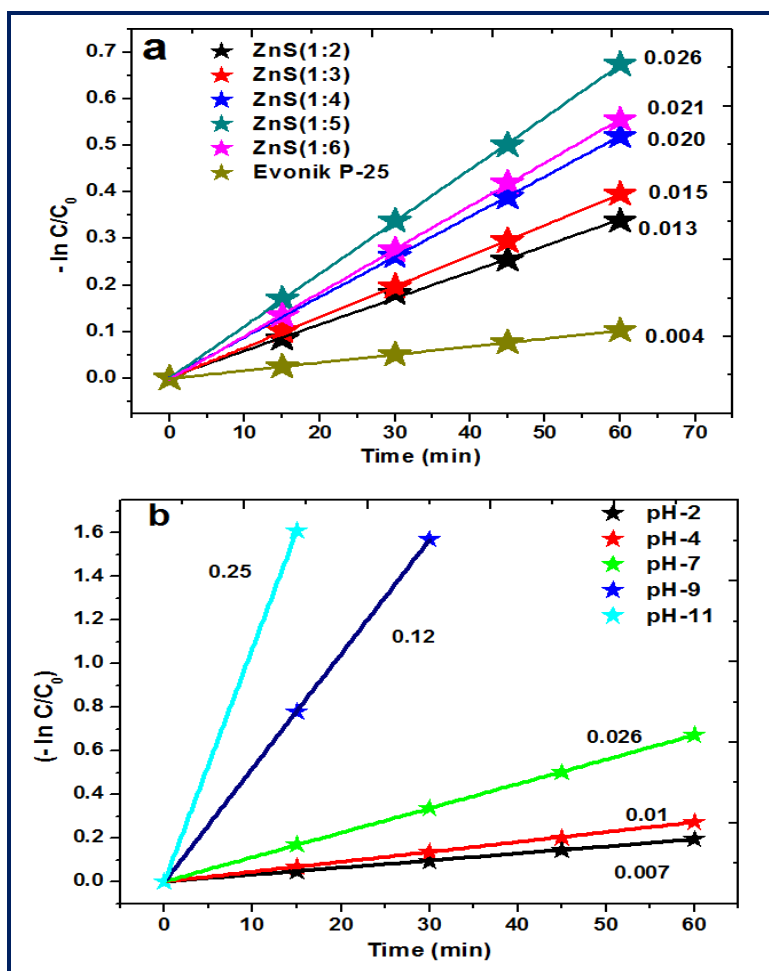 a
ZnS(1:2)
ZnS(1:3)
ZnS(1:4)
ZnS(1:5)
ZnS(1:6)
Evonik P-25
0.026
0.021
0.020
0.015
0.013
0.004
- ln C/C₀
0.7
0.6
0.5
0.4
0.3
0.2
0.1
0.0
0 10 20 30 40 50 60 70
Time (min)
b
pH-2
pH-4
pH-7
pH-9
pH-11
0.25
0.12
0.026
0.01
0.007
(- ln C/C₀)
1.6
1.4
1.2
1.0
0.8
0.6
0.4
0.2
0.0
0 10 20 30 40 50 60
Time (min)